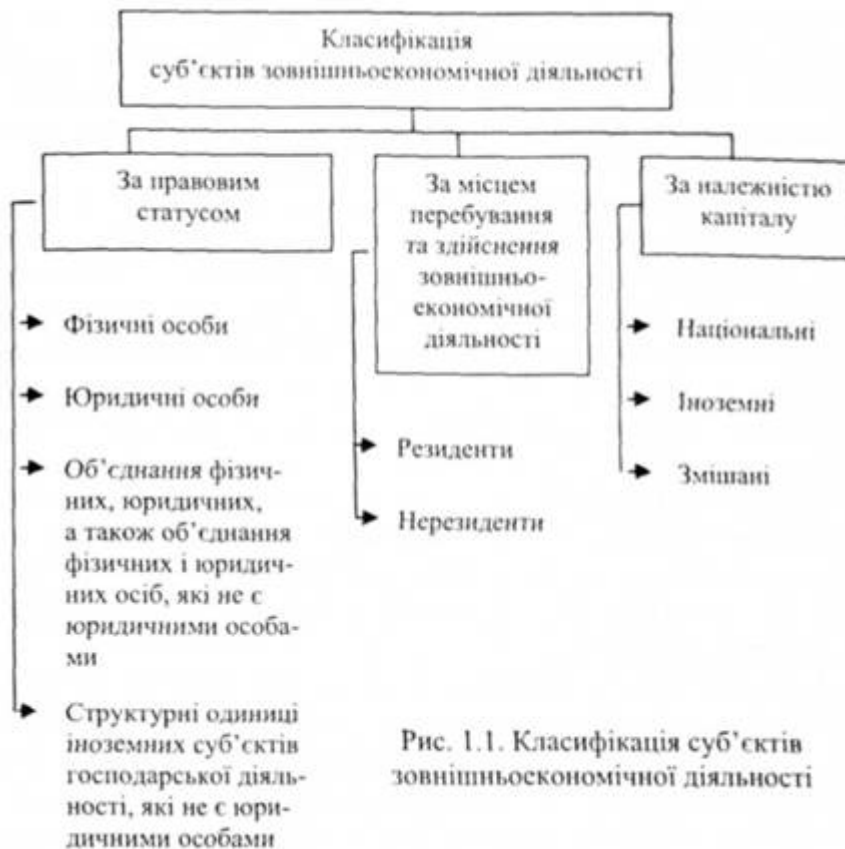 Класифікація
суб’єктів зовнішньоекономічної діяльності
За правовим
статусом
Фізичні особи
Юридичні особи
Об’єднання фізич-
них, юридичних,
а також об’єднання
фізичних і юридич-
них осіб, які не є
юридичними особа-
ми
Структурні одиниці
іноземних суб’єктів
господарської діяль-
ності, які не є юри-
дичними особами
За місцем
перебування
та здійснення
зовнішньо-
економічної
діяльності
Резиденти
Нерезиденти
За належністю
капіталу
Національні
Іноземні
Змішані
Рис. 1.1. Класифікація суб’єктів
зовнішньоекономічної діяльності